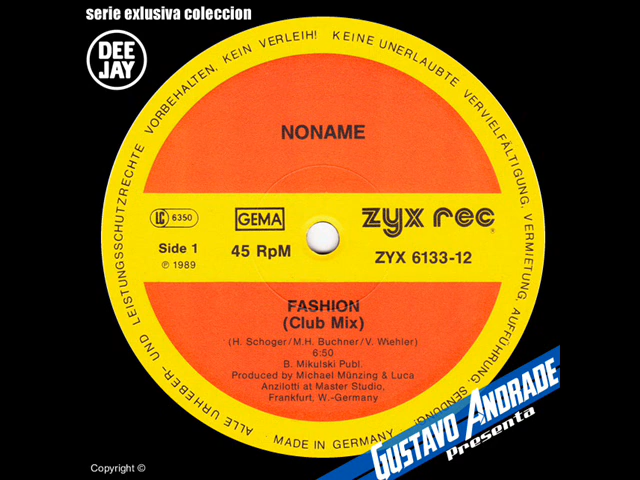 serie exlusiva coleccion
DEE
JAY
ALLE URHEBER- UND LEISTUNGSSCHUTZRECHTE VORBEHALTEN, KEIN VERLEIH! KEINE UNERLAUBTE VERVIELFÄLTIGUNG, VERMIETUNG, AUFFÜHRUNG, SENDUNG!
NONAME
LC 6350
GEMA
zyx rec
Side 1
45 RpM
ZYX 6133-12
℗ 1989
FASHION
(Club Mix)
(H. Schoger/M.H. Buchner/V. Wiehler)
6:50
B. Mikulski Publ.
Produced by Michael Münzing & Luca
Anzilotti at Master Studio,
Frankfurt, W.-Germany
MADE IN GERMANY
GUSTAVO ANDRADE
Presenta
Copyright ©